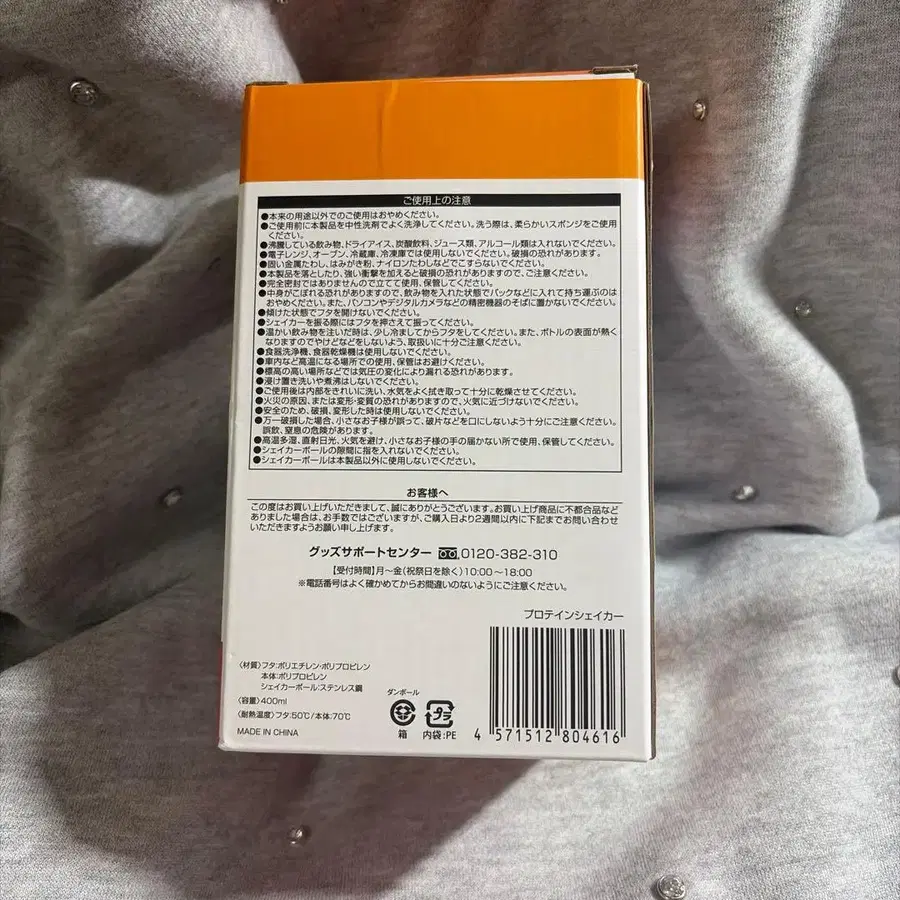 ご使用上の注意
●本来の用途以外でのご使用はおやめください。
●ご使用前に本製品を中性洗剤でよく洗浄してください。洗う際は、柔らかいスポンジをご使用
ください。
●沸騰している飲み物、ドライアイス、炭酸飲料、ジュース類、アルコール類は入れないでください。
●電子レンジ、オーブン、冷蔵庫、冷凍庫では使用しないでください。破損の恐れがあります。
●固い金属たわし、はみがき粉、ナイロンたわしなどでこすらないでください。
●本製品を落としたり、強い衝撃を加えると破損の恐れがありますので、ご注意ください。
●完全密封ではありませんので立てて使用、保管してください。
●中身がこぼれる恐れがありますので、飲み物を入れた状態でバックなどに入れて持ち運ぶのは
おやめください。また、パソコンやデジタルカメラなどの精密機器のそばに置かないでください。
●傾けた状態でフタを開けないでください。
●シェイカーを振る際にはフタを押さえて振ってください。
●温かい飲み物を注いだ時は、少し冷ましてからフタをしてください。また、ボトルの表面が熱く
なりますのでやけどなどをしないよう、取扱いに十分ご注意ください。
●食器洗浄機、食器乾燥機は使用しないでください。
●車内など高温になる場所での使用、保管はお避けください。
●標高の高い場所などでは気圧の変化により漏れる恐れがあります。
●浸け置き洗いや煮沸はしないでください。
●ご使用後は内部をきれいに洗い、水気をよく拭き取って十分に乾燥させてください。
●火災の原因、または変形・変質の恐れがありますので、火気に近づけないでください。
●安全のため、破損、変形した時は使用しないでください。
●万一破損した場合、小さなお子様が誤って、破片などを口にしないよう十分にご注意ください。
誤飲、窒息の危険があります。
●高温多湿、直射日光、火気を避け、小さなお子様の手の届かない所で使用、保管してください。
●シェイカーボールの隙間に指を入れないでください。
●シェイカーボールは本製品以外に使用しないでください。
お客様へ
この度はお買い上げいただきまして、誠にありがとうございます。お買い上げ商品に不都合品など
ありました場合は、お手数ではございますが、ご購入日より2週間以内に下記までお問い合わせ
いただきますようお願い申し上げます。
グッズサポートセンター 0120-382-310
【受付時間】月〜金（祝祭日を除く）10:00〜18:00
※電話番号はよく確かめてからお間違いのないようにご注意ください。
プロテインシェイカー
〈材質〉フタ:ポリエチレン・ポリプロピレン
本体:ポリプロピレン
シェイカーボール:ステンレス鋼
〈容量〉400ml
〈耐熱温度〉フタ:50℃/本体:70℃
MADE IN CHINA
ダンボール
箱
プラ
内袋:PE
4 571512 804616